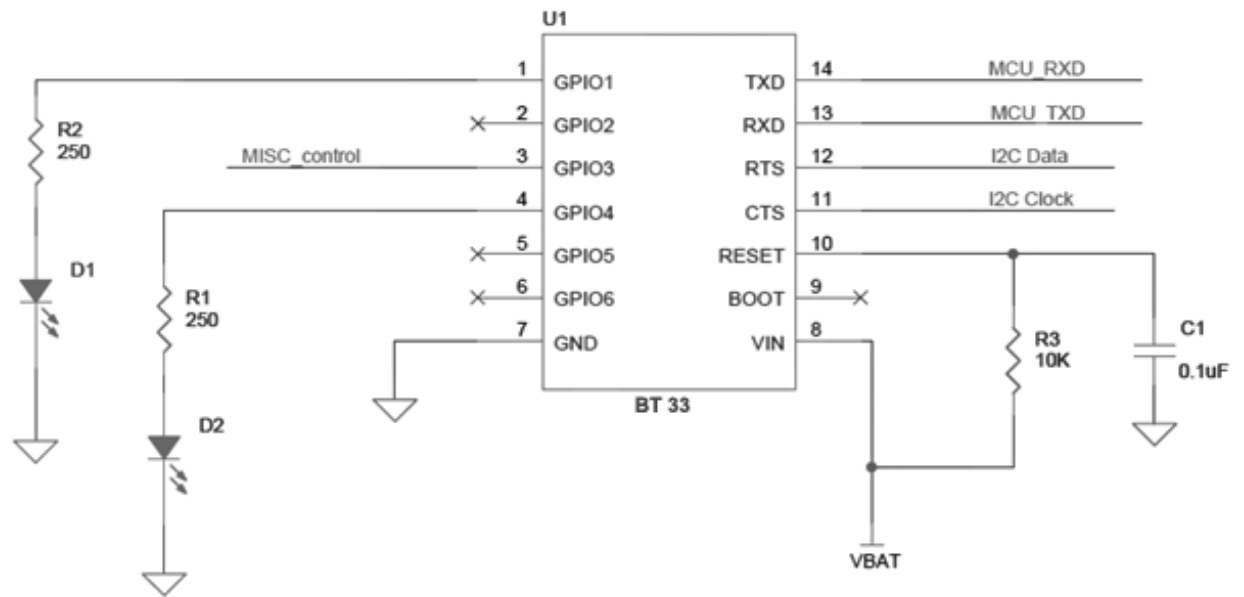 U1
1 GPIO1 TXD 14 MCU_RXD
R2
250
2 GPIO2 RXD 13 MCU_TXD
MISC_control 3 GPIO3 RTS 12 I2C Data
4 GPIO4 CTS 11 I2C Clock
5 GPIO5 RESET 10
D1
6 GPIO6 BOOT 9
R1
250
7 GND VIN 8
R3
10K
C1
0.1uF
BT 33
D2
VBAT